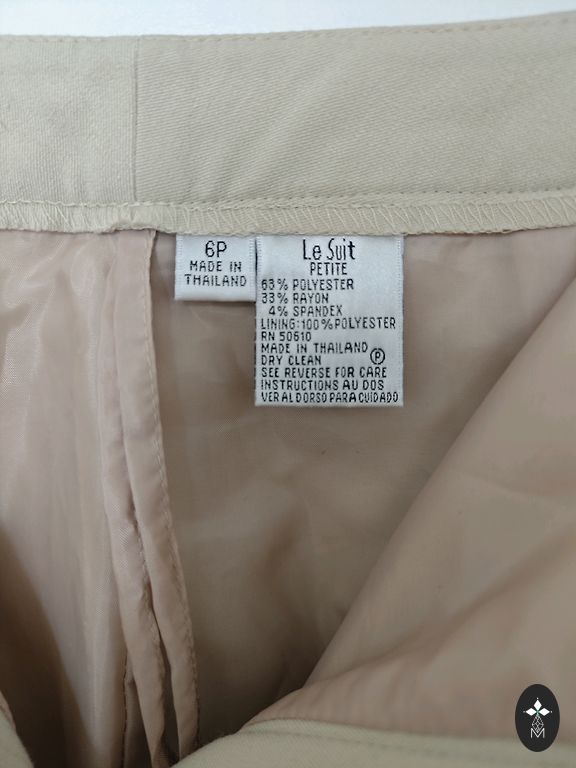 6P
MADE IN
THAILAND
Le Suit
PETITE
63% POLYESTER
33% RAYON
4% SPANDEX
LINING:100%POLYESTER
RN 50610
MADE IN THAILAND
DRY CLEAN P
SEE REVERSE FOR CARE
INSTRUCTIONS AU DOS
VER AL DORSO PARA CUIDADO
M